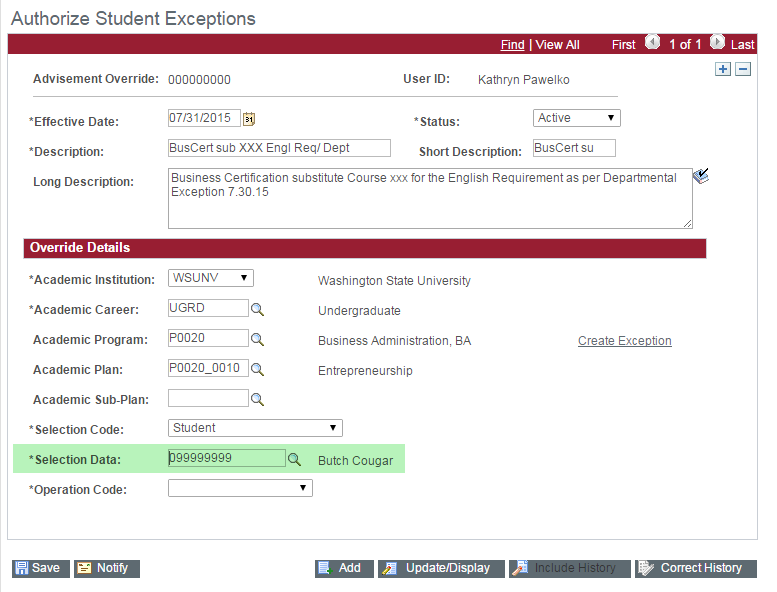 Authorize Student Exceptions
Find | View All First 1 of 1 Last
Advisement Override: 000000000 User ID: Kathryn Pawelko
*Effective Date: 07/31/2015 31 *Status: Active
*Description: BusCert sub XXX Engl Req/ Dept Short Description: BusCert su
Long Description: Business Certification substitute Course xxx for the English Requirement as per Departmental
Exception 7.30.15
Override Details
*Academic Institution: WSUNV Washington State University
*Academic Career: UGRD Undergraduate
Academic Program: P0020 Business Administration, BA Create Exception
Academic Plan: P0020_0010 Entrepreneurship
Academic Sub-Plan:
*Selection Code: Student
*Selection Data: 099999999 Butch Cougar
*Operation Code:
Save Notify Add Update/Display Include History Correct History